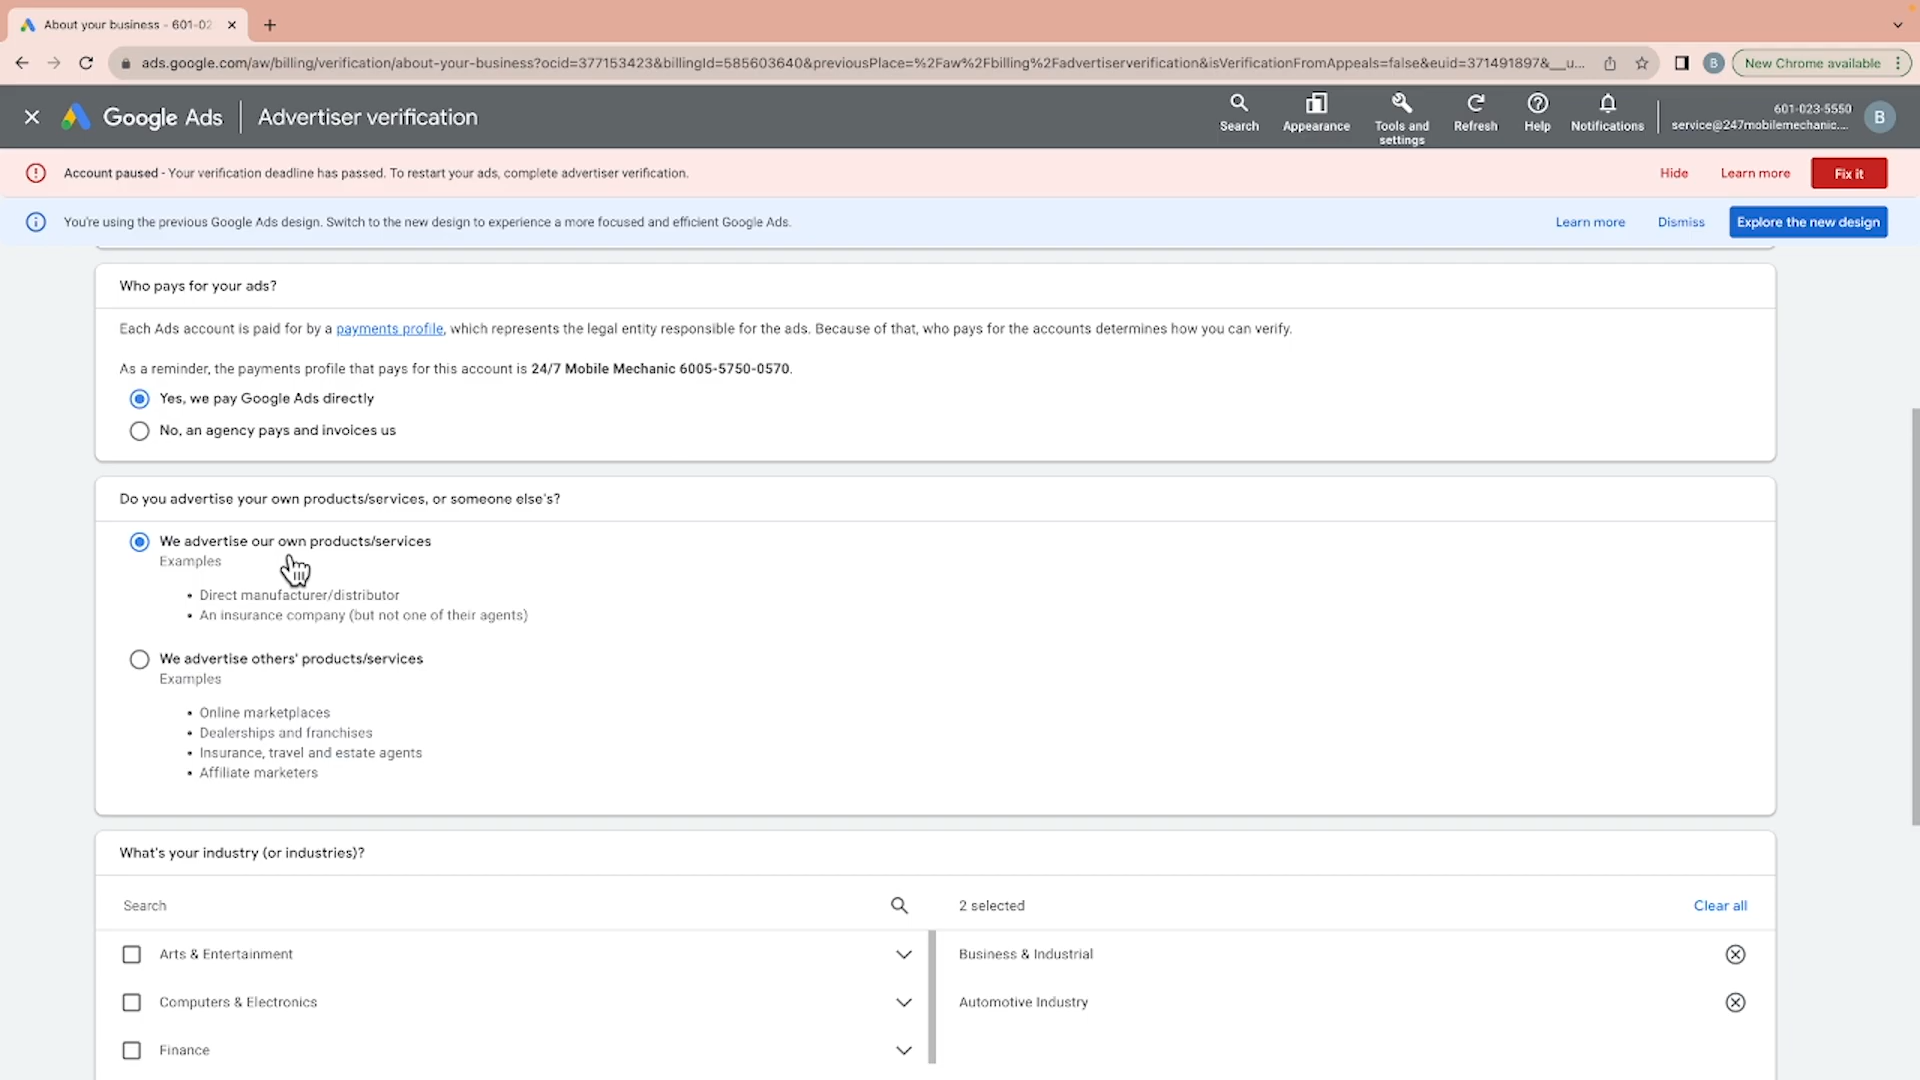 About your business - 601-02
ads.google.com/aw/billing/verification/about-your-business?ocid=377153423&billingId=585603640&previousPlace=%2Faw%2Fbilling%2Fadvertiserverification&isVerificationFromAppeals=false&euid=371491897&__u...
B
New Chrome available
Google Ads
Advertiser verification
Search
Appearance
Tools and settings
Refresh
Help
Notifications
601-023-5550
service@247mobilemechanic....
B
Account paused - Your verification deadline has passed. To restart your ads, complete advertiser verification.
Hide
Learn more
Fix it
You're using the previous Google Ads design. Switch to the new design to experience a more focused and efficient Google Ads.
Learn more
Dismiss
Explore the new design
Who pays for your ads?
Each Ads account is paid for by a payments profile, which represents the legal entity responsible for the ads. Because of that, who pays for the accounts determines how you can verify.
As a reminder, the payments profile that pays for this account is 24/7 Mobile Mechanic 6005-5750-0570.
Yes, we pay Google Ads directly
No, an agency pays and invoices us
Do you advertise your own products/services, or someone else's?
We advertise our own products/services
Examples
• Direct manufacturer/distributor
• An insurance company (but not one of their agents)
We advertise others' products/services
Examples
• Online marketplaces
• Dealerships and franchises
• Insurance, travel and estate agents
• Affiliate marketers
What's your industry (or industries)?
Search
2 selected
Clear all
Arts & Entertainment
Business & Industrial
Computers & Electronics
Automotive Industry
Finance